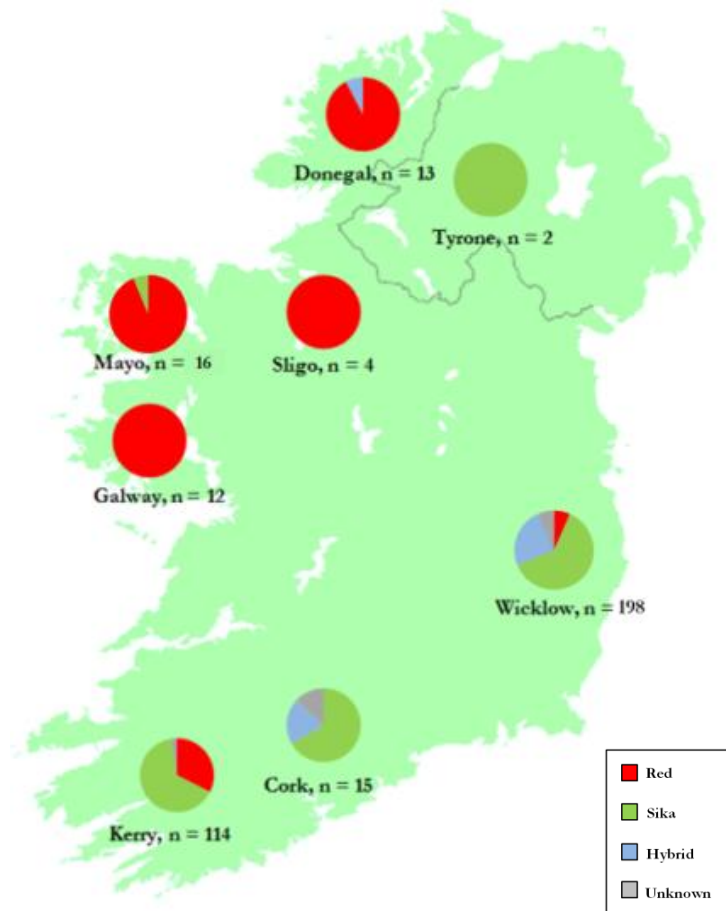 Donegal, n = 13
Tyrone, n = 2
Mayo, n = 16
Sligo, n = 4
Galway, n = 12
Wicklow, n = 198
Cork, n = 15
Kerry, n = 114
Red
Sika
Hybrid
Unknown